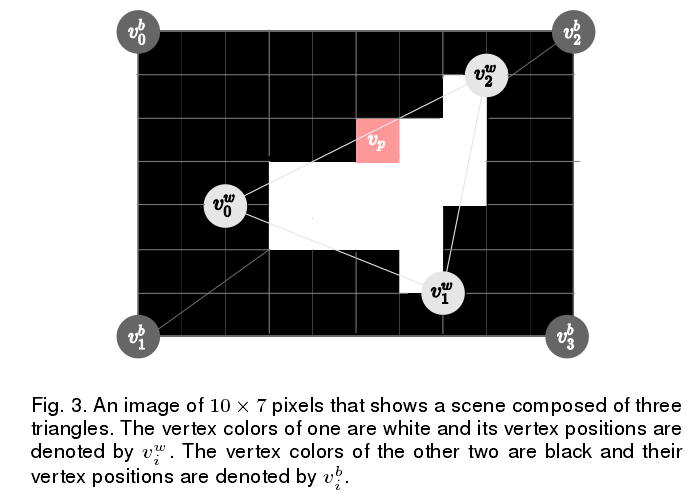 v_0^b
v_2^b
v_2^w
v_p
v_0^w
v_1^w
v_1^b
v_3^b
Fig. 3. An image of 10 × 7 pixels that shows a scene composed of three
triangles. The vertex colors of one are white and its vertex positions are
denoted by v_i^w. The vertex colors of the other two are black and their
vertex positions are denoted by v_i^b.